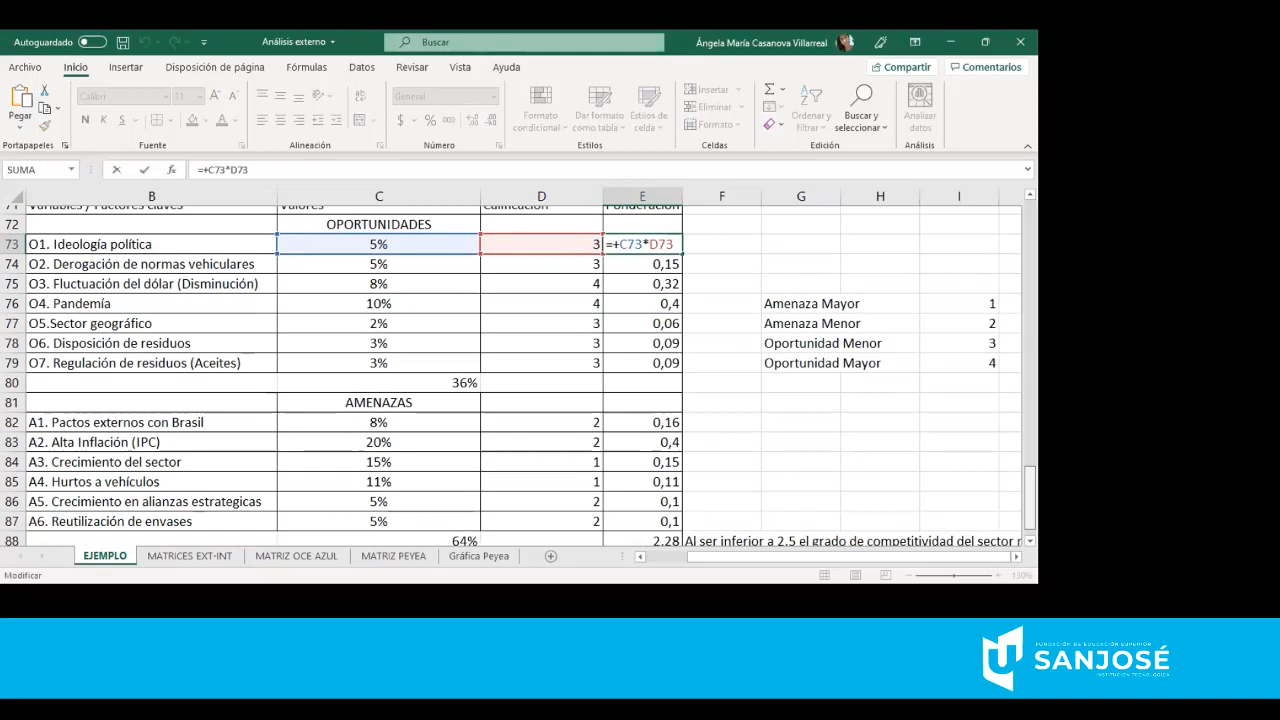 Autoguardado
Análisis externo
Buscar
Ángela María Casanova Villarreal
Archivo Inicio Insertar Disposición de página Fórmulas Datos Revisar Vista Ayuda Compartir Comentarios
Pegar
Calibri 11 A A
ab
General
Insertar
Eliminar
Formato
N K S A
$ % 000
Formato condicional
Dar formato como tabla
Estilos de celda
Ordenar y filtrar
Buscar y seleccionar
Analizar datos
Portapapeles Fuente Alineación Número Estilos Celdas Edición Análisis
SUMA fx =+C73*D73
B C D E F G H I
71 Variables y Factores claves Valores Calificación Ponderación
72 OPORTUNIDADES
73 O1. Ideología política 5% 3 =+C73*D73
74 O2. Derogación de normas vehiculares 5% 3 0,15
75 O3. Fluctuación del dólar (Disminución) 8% 4 0,32
76 O4. Pandemía 10% 4 0,4 Amenaza Mayor 1
77 O5.Sector geográfico 2% 3 0,06 Amenaza Menor 2
78 O6. Disposición de residuos 3% 3 0,09 Oportunidad Menor 3
79 O7. Regulación de residuos (Aceites) 3% 3 0,09 Oportunidad Mayor 4
80 36%
81 AMENAZAS
82 A1. Pactos externos con Brasil 8% 2 0,16
83 A2. Alta Inflación (IPC) 20% 2 0,4
84 A3. Crecimiento del sector 15% 1 0,15
85 A4. Hurtos a vehículos 11% 1 0,11
86 A5. Crecimiento en alianzas estrategicas 5% 2 0,1
87 A6. Reutilización de envases 5% 2 0,1
88 64% 2,28 Al ser inferior a 2.5 el grado de competitividad del sector
EJEMPLO MATRICES EXT-INT MATRIZ OCE AZUL MATRIZ PEYEA Gráfica Peyea
Modificar 130%
FUNDACIÓN DE EDUCACIÓN SUPERIOR
SANJOSÉ
INSTITUCIÓN TECNOLÓGICA